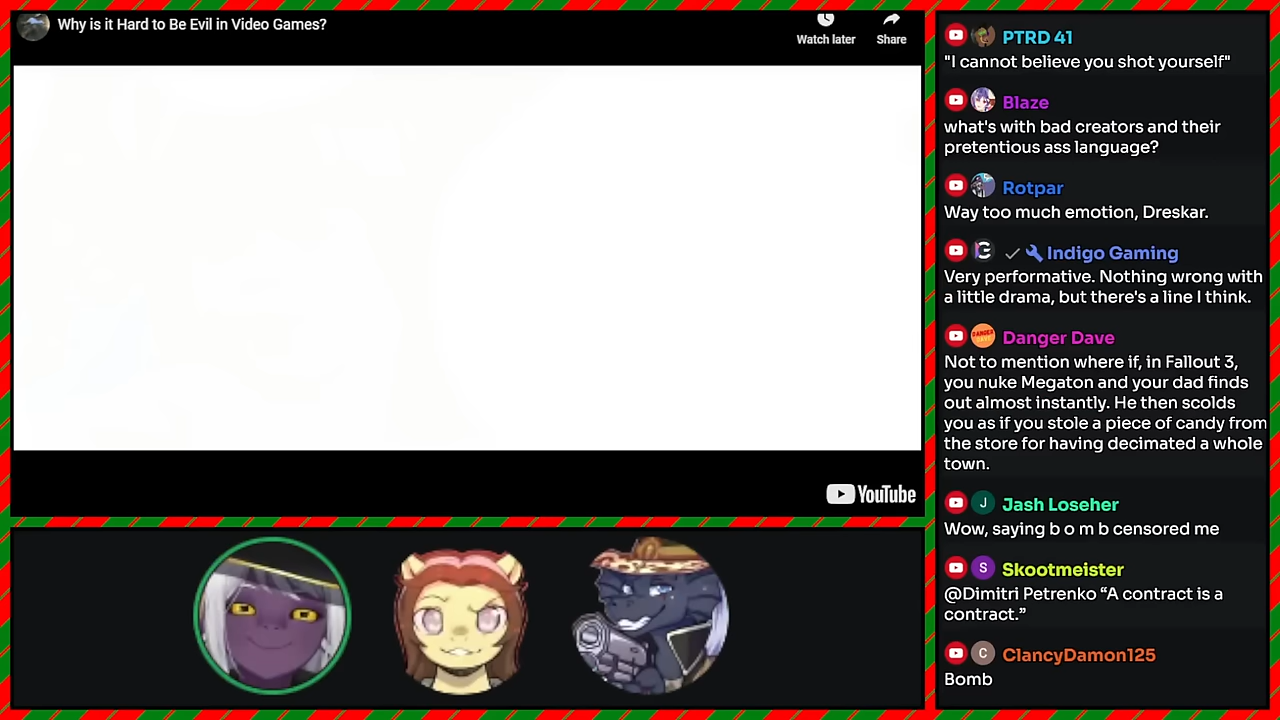 Why is it Hard to Be Evil in Video Games?
Watch later
Share
YouTube
PTRD 41
"I cannot believe you shot yourself"
Blaze
what's with bad creators and their
pretentious ass language?
Rotpar
Way too much emotion, Dreskar.
Indigo Gaming
Very performative. Nothing wrong with
a little drama, but there's a line I think.
DANGER
DAVE
Danger Dave
Not to mention where if, in Fallout 3,
you nuke Megaton and your dad finds
out almost instantly. He then scolds
you as if you stole a piece of candy from
the store for having decimated a whole
town.
J
Jash Loseher
Wow, saying b o m b censored me
S
Skootmeister
@Dimitri Petrenko “A contract is a
contract.”
C
ClancyDamon125
Bomb